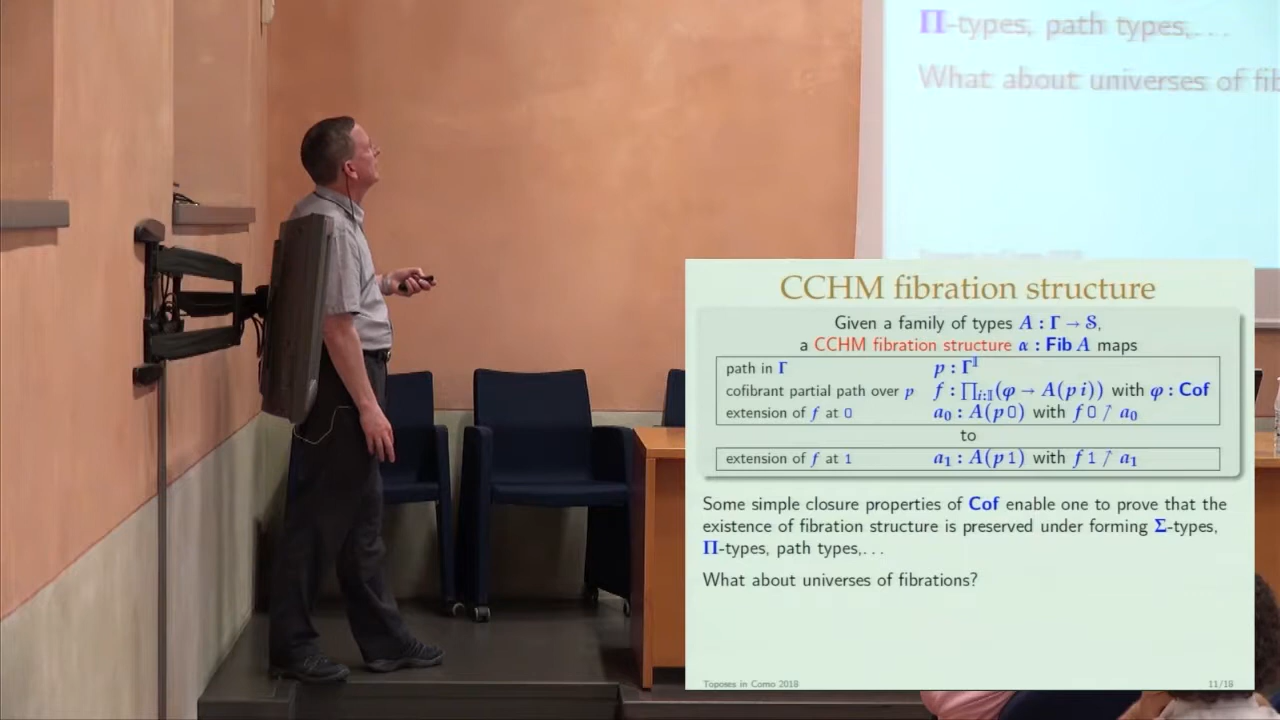 Π-types, path types,...
What about universes of fib
CCHM fibration structure
Given a family of types A : Γ → S,
a CCHM fibration structure α : Fib A maps
path in Γ p : Γᴵ
cofibrant partial path over p f : ∏i:𝕀(φ → A(p i)) with φ : Cof
extension of f at 0 a₀ : A(p 0) with f 0 ↗ a₀
to
extension of f at 1 a₁ : A(p 1) with f 1 ↗ a₁
Some simple closure properties of Cof enable one to prove that the
existence of fibration structure is preserved under forming Σ-types,
Π-types, path types,...
What about universes of fibrations?
Toposes in Como 2018 11/18